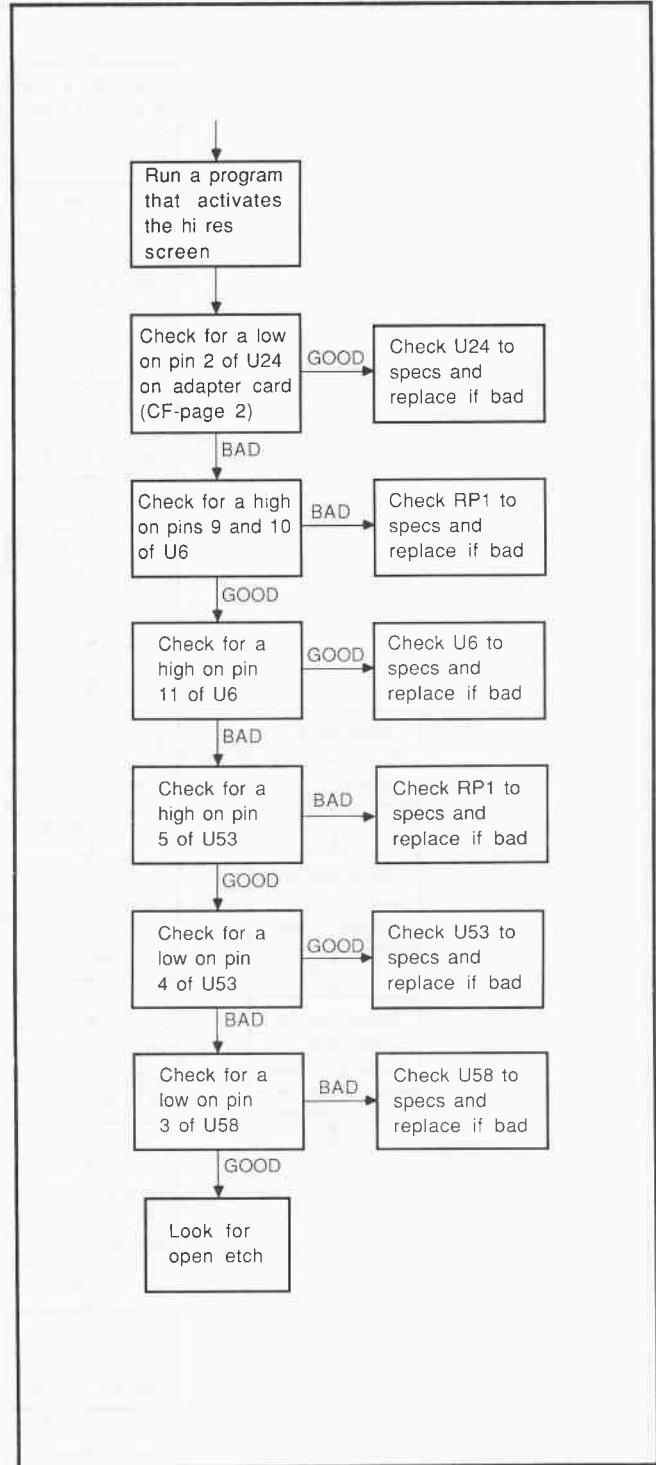 Run a program
that activates
the hi res
screen
Check for a low
on pin 2 of U24
on adapter card
(CF-page 2)
GOOD
Check U24 to
specs and
replace if bad
BAD
Check for a high
on pins 9 and 10
of U6
BAD
Check RP1 to
specs and
replace if bad
GOOD
Check for a
high on pin
11 of U6
GOOD
Check U6 to
specs and
replace if bad
BAD
Check for a
high on pin
5 of U53
BAD
Check RP1 to
specs and
replace if bad
GOOD
Check for a
low on pin
4 of U53
GOOD
Check U53 to
specs and
replace if bad
BAD
Check for a
low on pin
3 of U58
BAD
Check U58 to
specs and
replace if bad
GOOD
Look for
open etch